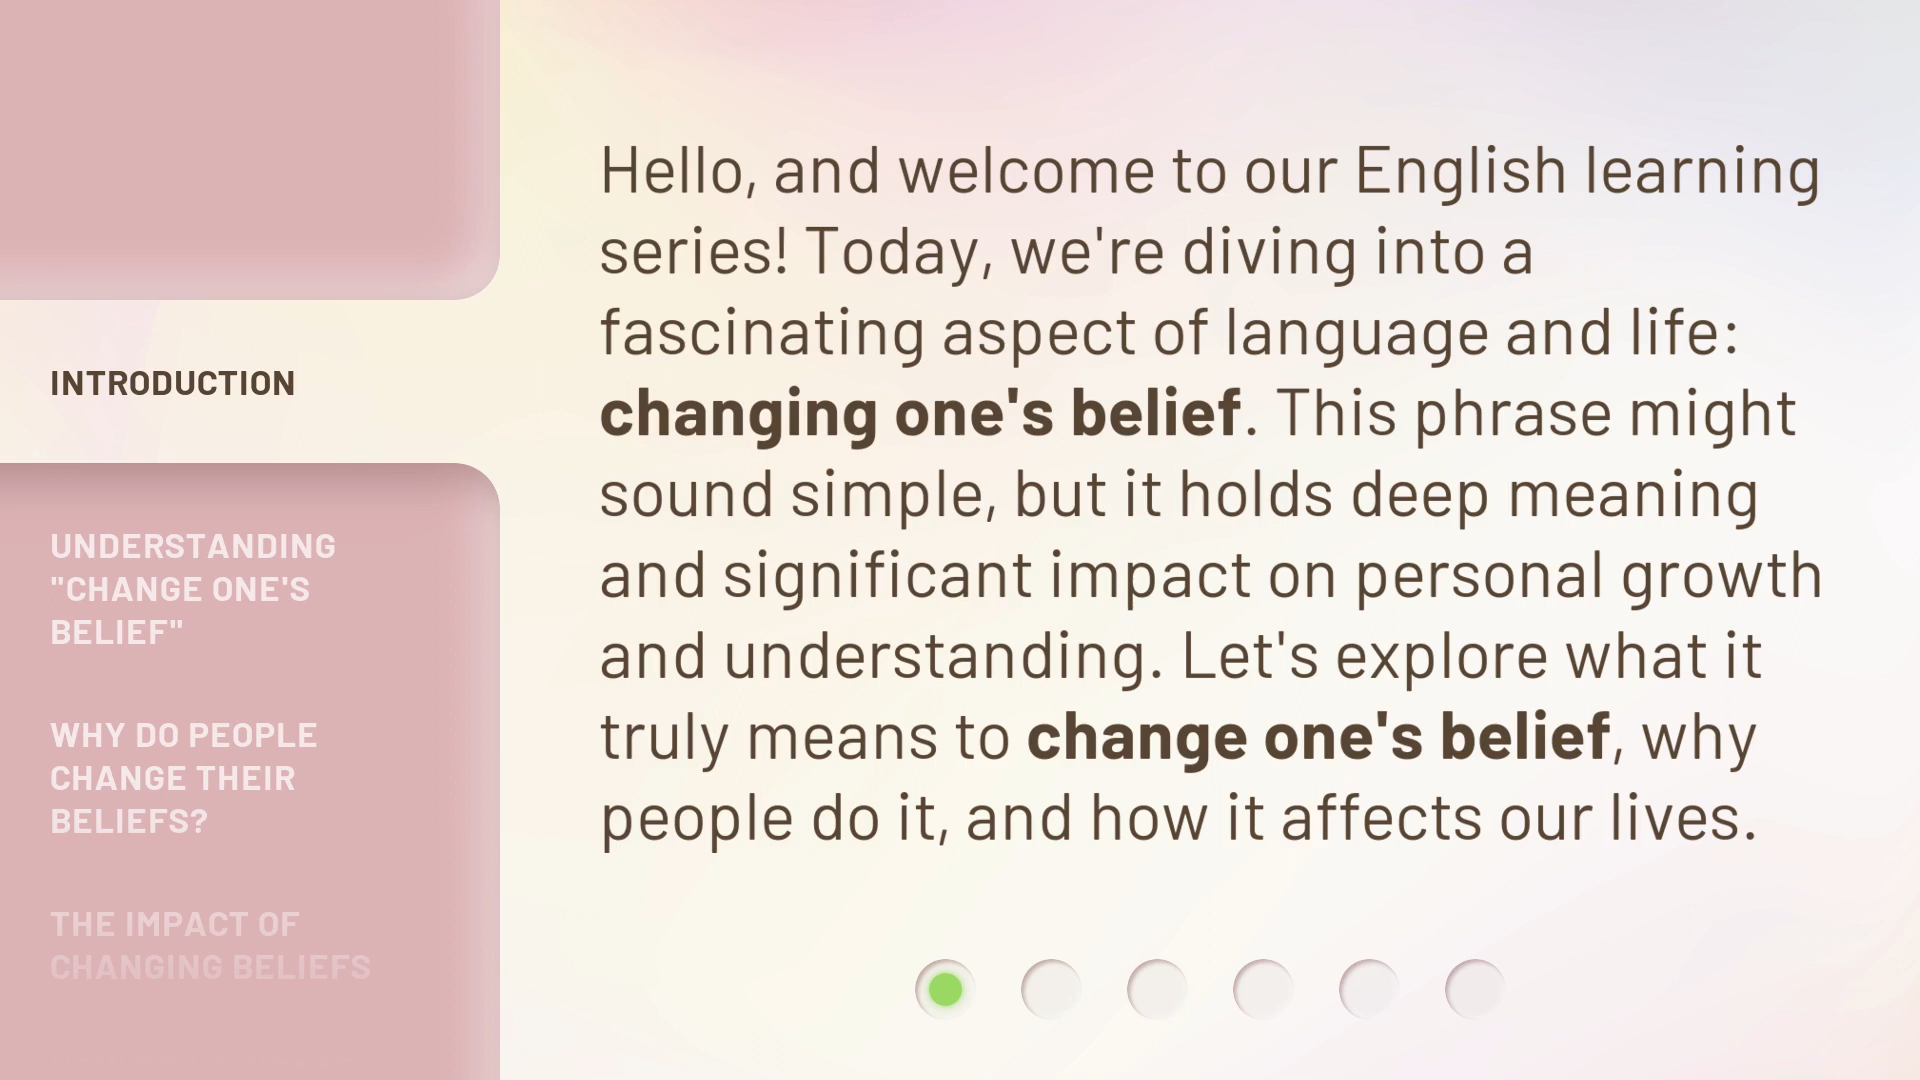 INTRODUCTION
UNDERSTANDING
"CHANGE ONE'S
BELIEF"
WHY DO PEOPLE
CHANGE THEIR
BELIEFS?
THE IMPACT OF
CHANGING BELIEFS
Hello, and welcome to our English learning
series! Today, we're diving into a
fascinating aspect of language and life:
changing one's belief. This phrase might
sound simple, but it holds deep meaning
and significant impact on personal growth
and understanding. Let's explore what it
truly means to change one's belief, why
people do it, and how it affects our lives.